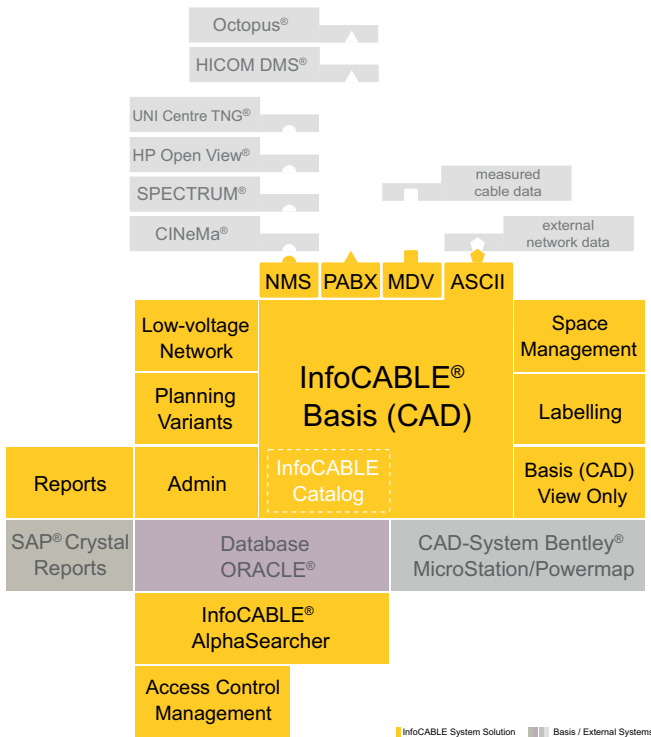 Octopus®
HICOM DMS®
UNI Centre TNG®
HP Open View®
SPECTRUM®
CINeMa®
measured
cable data
external
network data
NMS PABX MDV ASCII
Low-voltage
Network
Planning
Variants
Reports
Admin
InfoCABLE®
Basis (CAD)
InfoCABLE
Catalog
Space
Management
Labelling
Basis (CAD)
View Only
SAP® Crystal
Reports
Database
ORACLE®
CAD-System Bentley®
MicroStation/Powermap
InfoCABLE®
AlphaSearcher
Access Control
Management
InfoCABLE System Solution Basis / External Systems